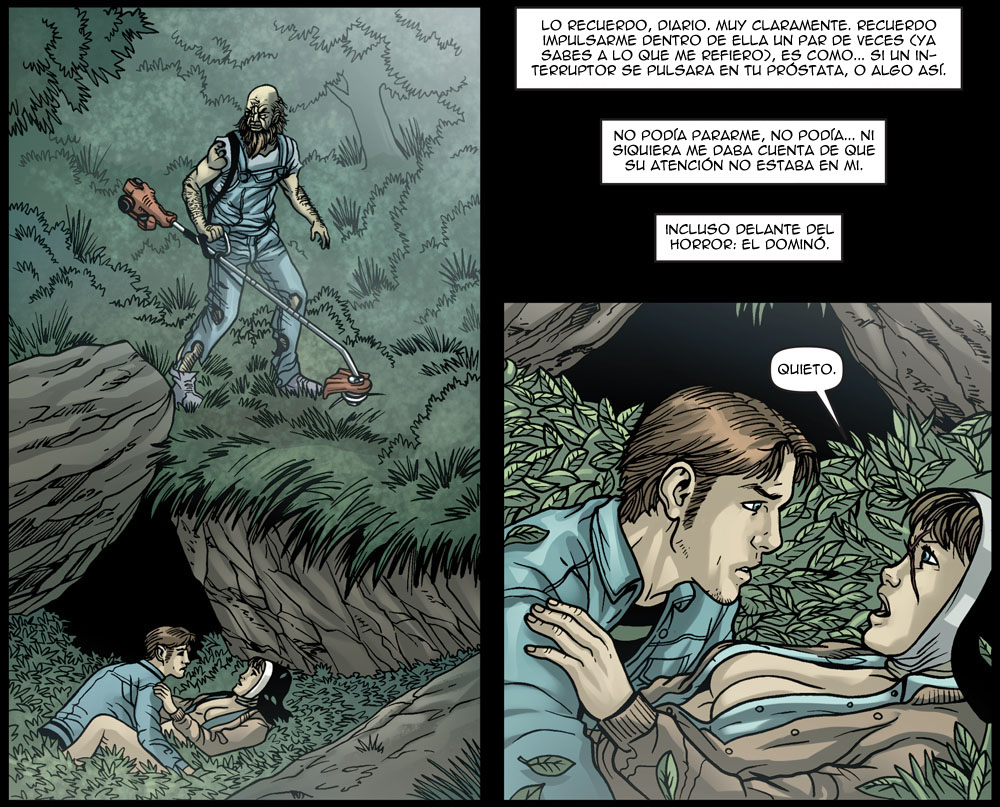 LO RECUERDO, DIARIO. MUY CLARAMENTE. RECUERDO
IMPULSARME DENTRO DE ELLA UN PAR DE VECES (YA
SABES A LO QUE ME REFIERO), ES COMO... SI UN IN-
TERRUPTOR SE PULSARA EN TU PRÓSTATA, O ALGO ASÍ.
NO PODÍA PARARME, NO PODÍA... NI
SIQUIERA ME DABA CUENTA DE QUE
SU ATENCIÓN NO ESTABA EN MI.
INCLUSO DELANTE DEL
HORROR: EL DOMINÓ.
QUIETO.